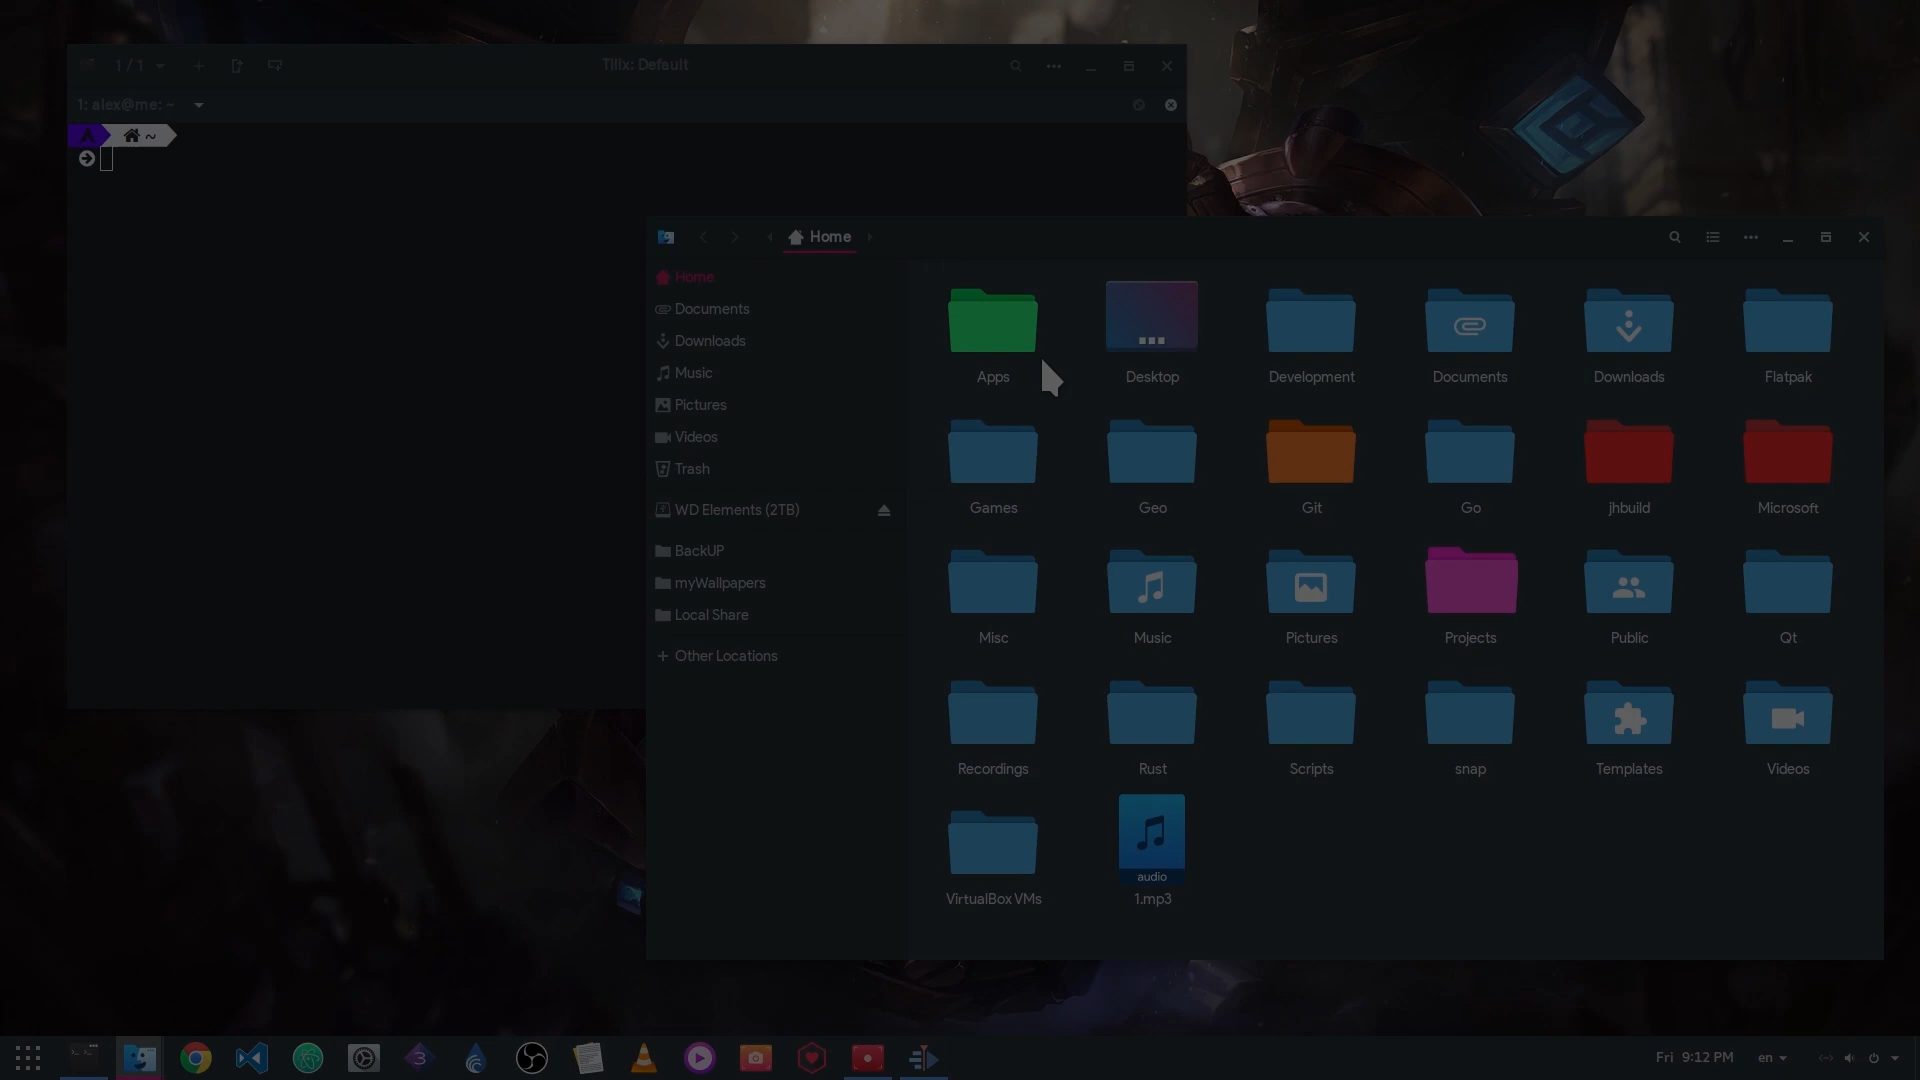 1 / 1
Tilix: Default
1: alex@me: ~
~
Home
Home
Documents
Downloads
Music
Pictures
Videos
Trash
WD Elements (2TB)
BackUP
myWallpapers
Local Share
Other Locations
Apps
Desktop
Development
Documents
Downloads
Flatpak
Games
Geo
Git
Go
jhbuild
Microsoft
Misc
Music
Pictures
Projects
Public
Qt
Recordings
Rust
Scripts
snap
Templates
Videos
VirtualBox VMs
audio
1.mp3
3
Fri 9:12 PM
en